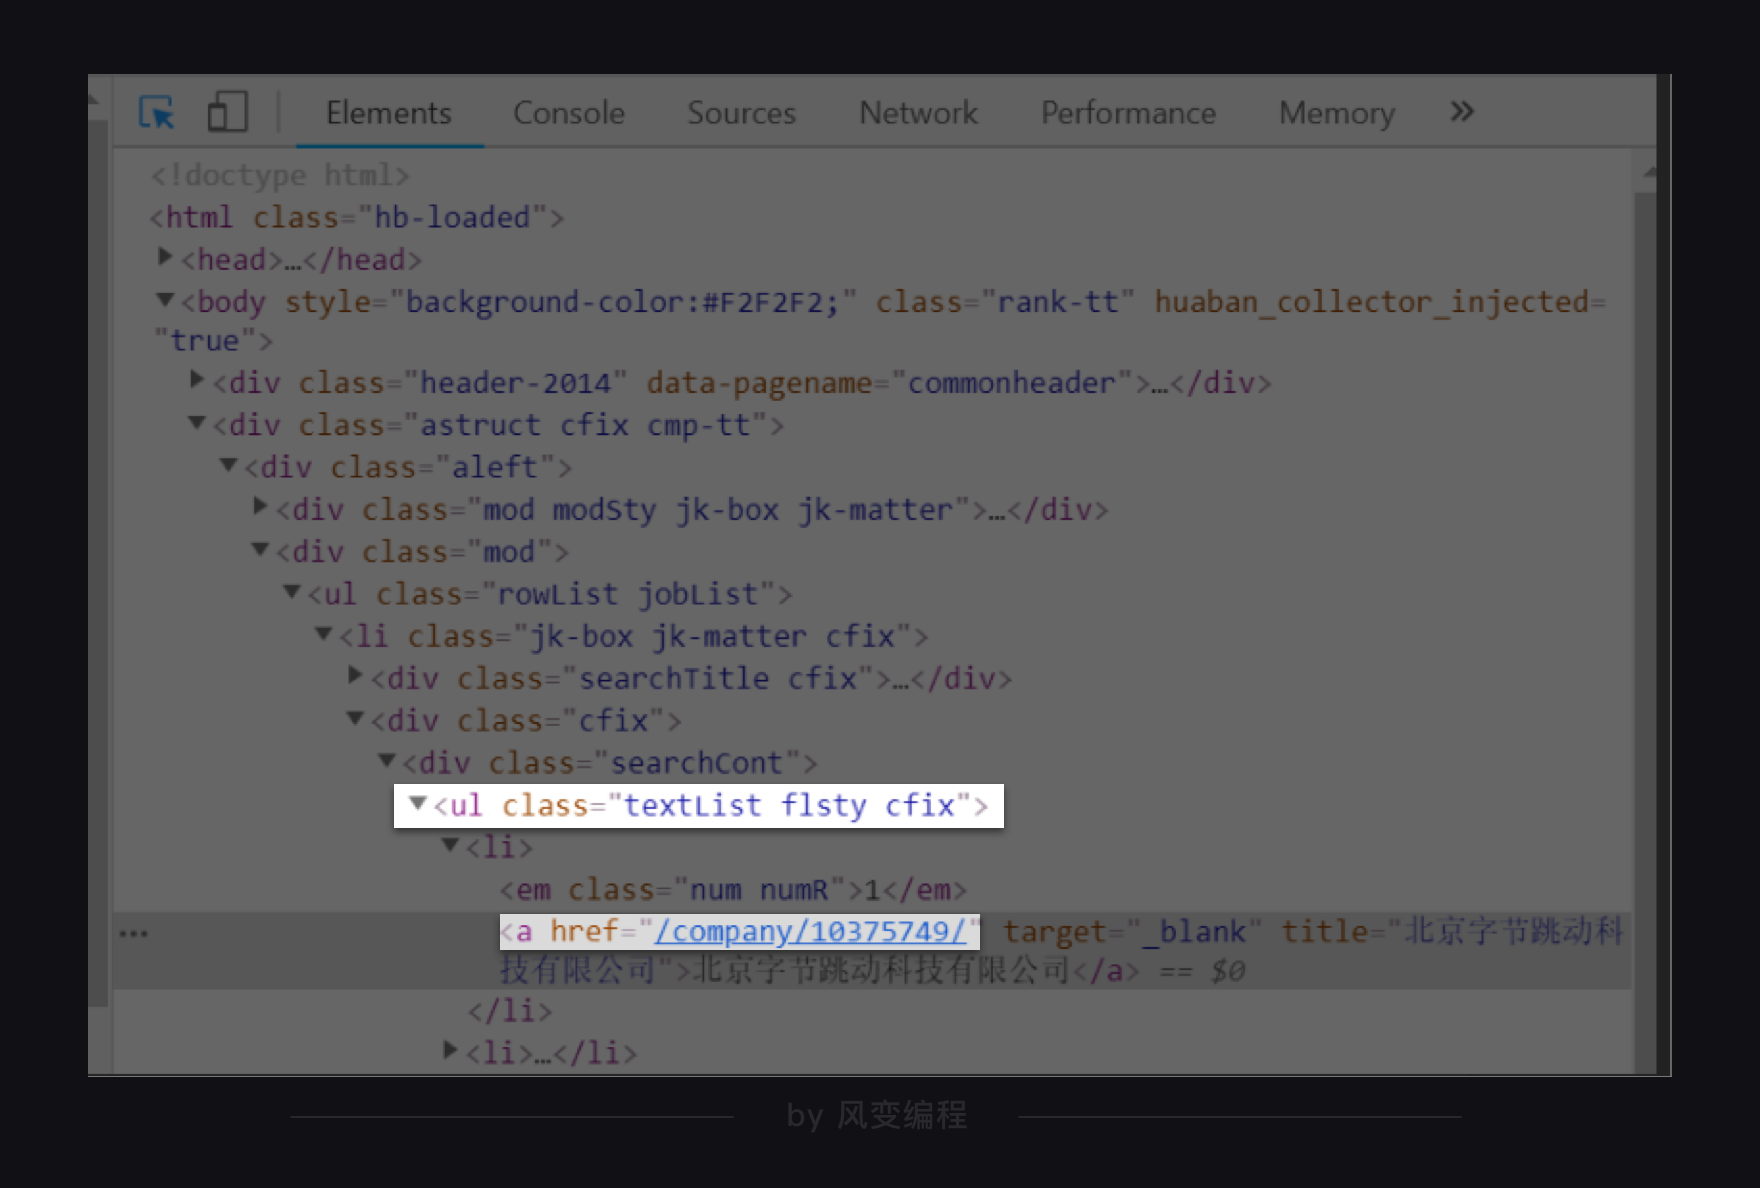 Elements Console Sources Network Performance Memory »
<!doctype html>
<html class="hb-loaded">
<head>…</head>
<body style="background-color:#F2F2F2;" class="rank-tt" huaban_collector_injected=
"true">
<div class="header-2014" data-pagename="commonheader">…</div>
<div class="astruct cfix cmp-tt">
<div class="aleft">
<div class="mod modSty jk-box jk-matter">…</div>
<div class="mod">
<ul class="rowList jobList">
<li class="jk-box jk-matter cfix">
<div class="searchTitle cfix">…</div>
<div class="cfix">
<div class="searchCont">
<ul class="textList flsty cfix">
<li>
<em class="num numR">1</em>
… <a href="/company/10375749/" target="_blank" title="北京字节跳动科
技有限公司">北京字节跳动科技有限公司</a> == $0
</li>
<li>…</li>
by 风变编程